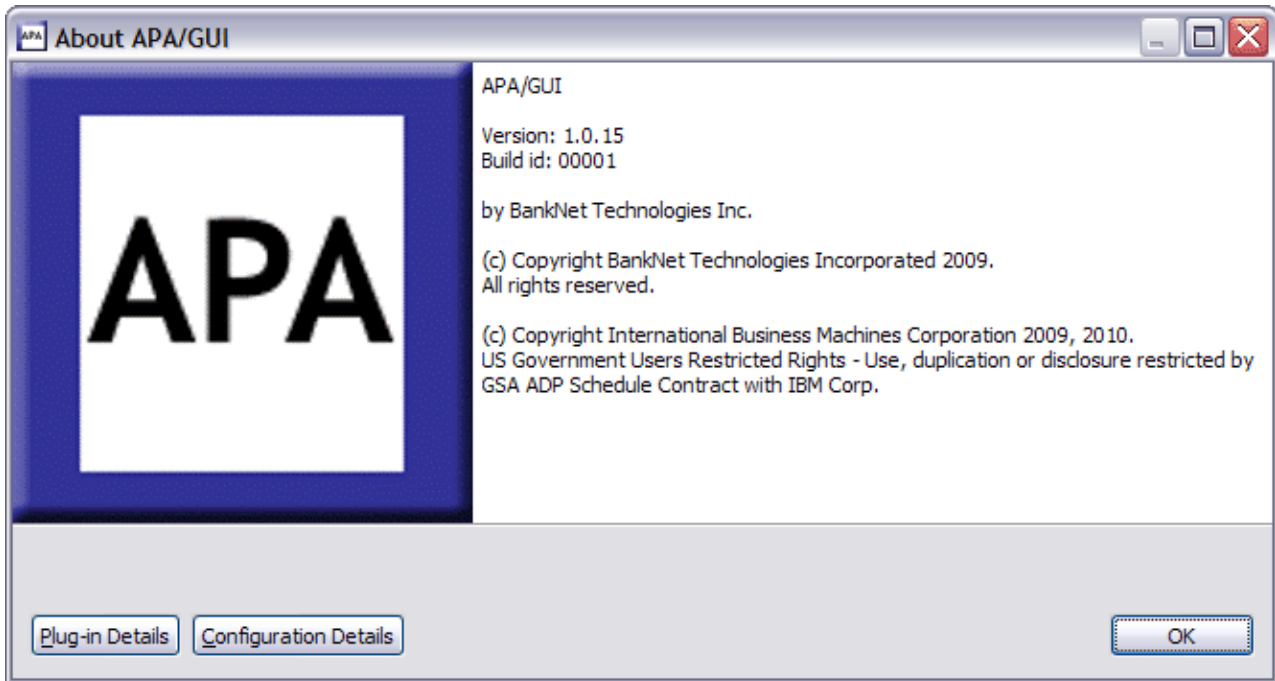 APA About APA/GUI
APA
APA/GUI
Version: 1.0.15
Build id: 00001
by BankNet Technologies Inc.
(c) Copyright BankNet Technologies Incorporated 2009.
All rights reserved.
(c) Copyright International Business Machines Corporation 2009, 2010.
US Government Users Restricted Rights - Use, duplication or disclosure restricted by
GSA ADP Schedule Contract with IBM Corp.
Plug-in Details Configuration Details OK